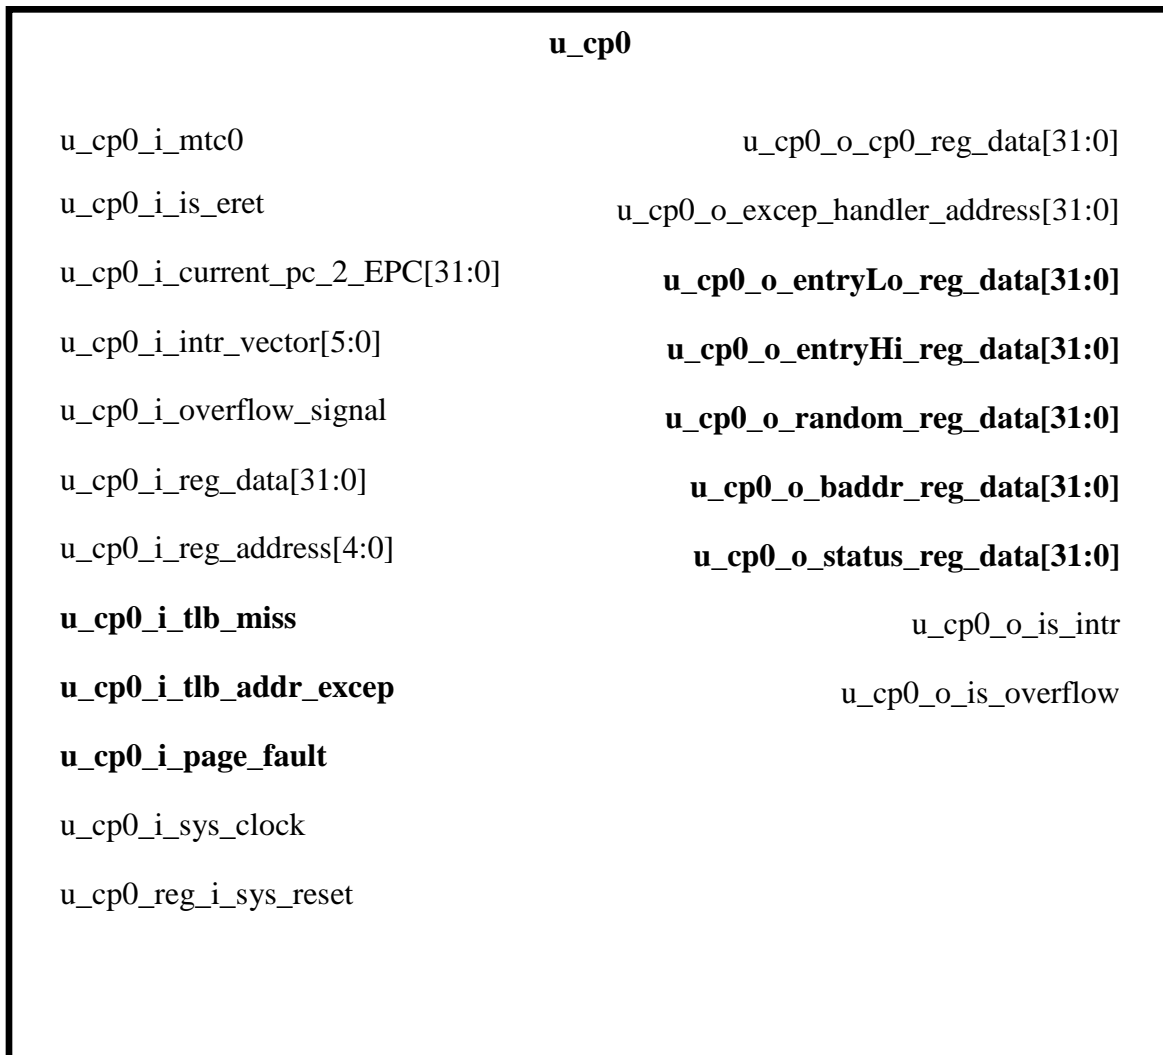 u_cp0
u_cp0_i_mtc0
u_cp0_i_is_eret
u_cp0_i_current_pc_2_EPC[31:0]
u_cp0_i_intr_vector[5:0]
u_cp0_i_overflow_signal
u_cp0_i_reg_data[31:0]
u_cp0_i_reg_address[4:0]
u_cp0_i_tlb_miss
u_cp0_i_tlb_addr_excep
u_cp0_i_page_fault
u_cp0_i_sys_clock
u_cp0_reg_i_sys_reset
u_cp0_o_cp0_reg_data[31:0]
u_cp0_o_excep_handler_address[31:0]
u_cp0_o_entryLo_reg_data[31:0]
u_cp0_o_entryHi_reg_data[31:0]
u_cp0_o_random_reg_data[31:0]
u_cp0_o_baddr_reg_data[31:0]
u_cp0_o_status_reg_data[31:0]
u_cp0_o_is_intr
u_cp0_o_is_overflow